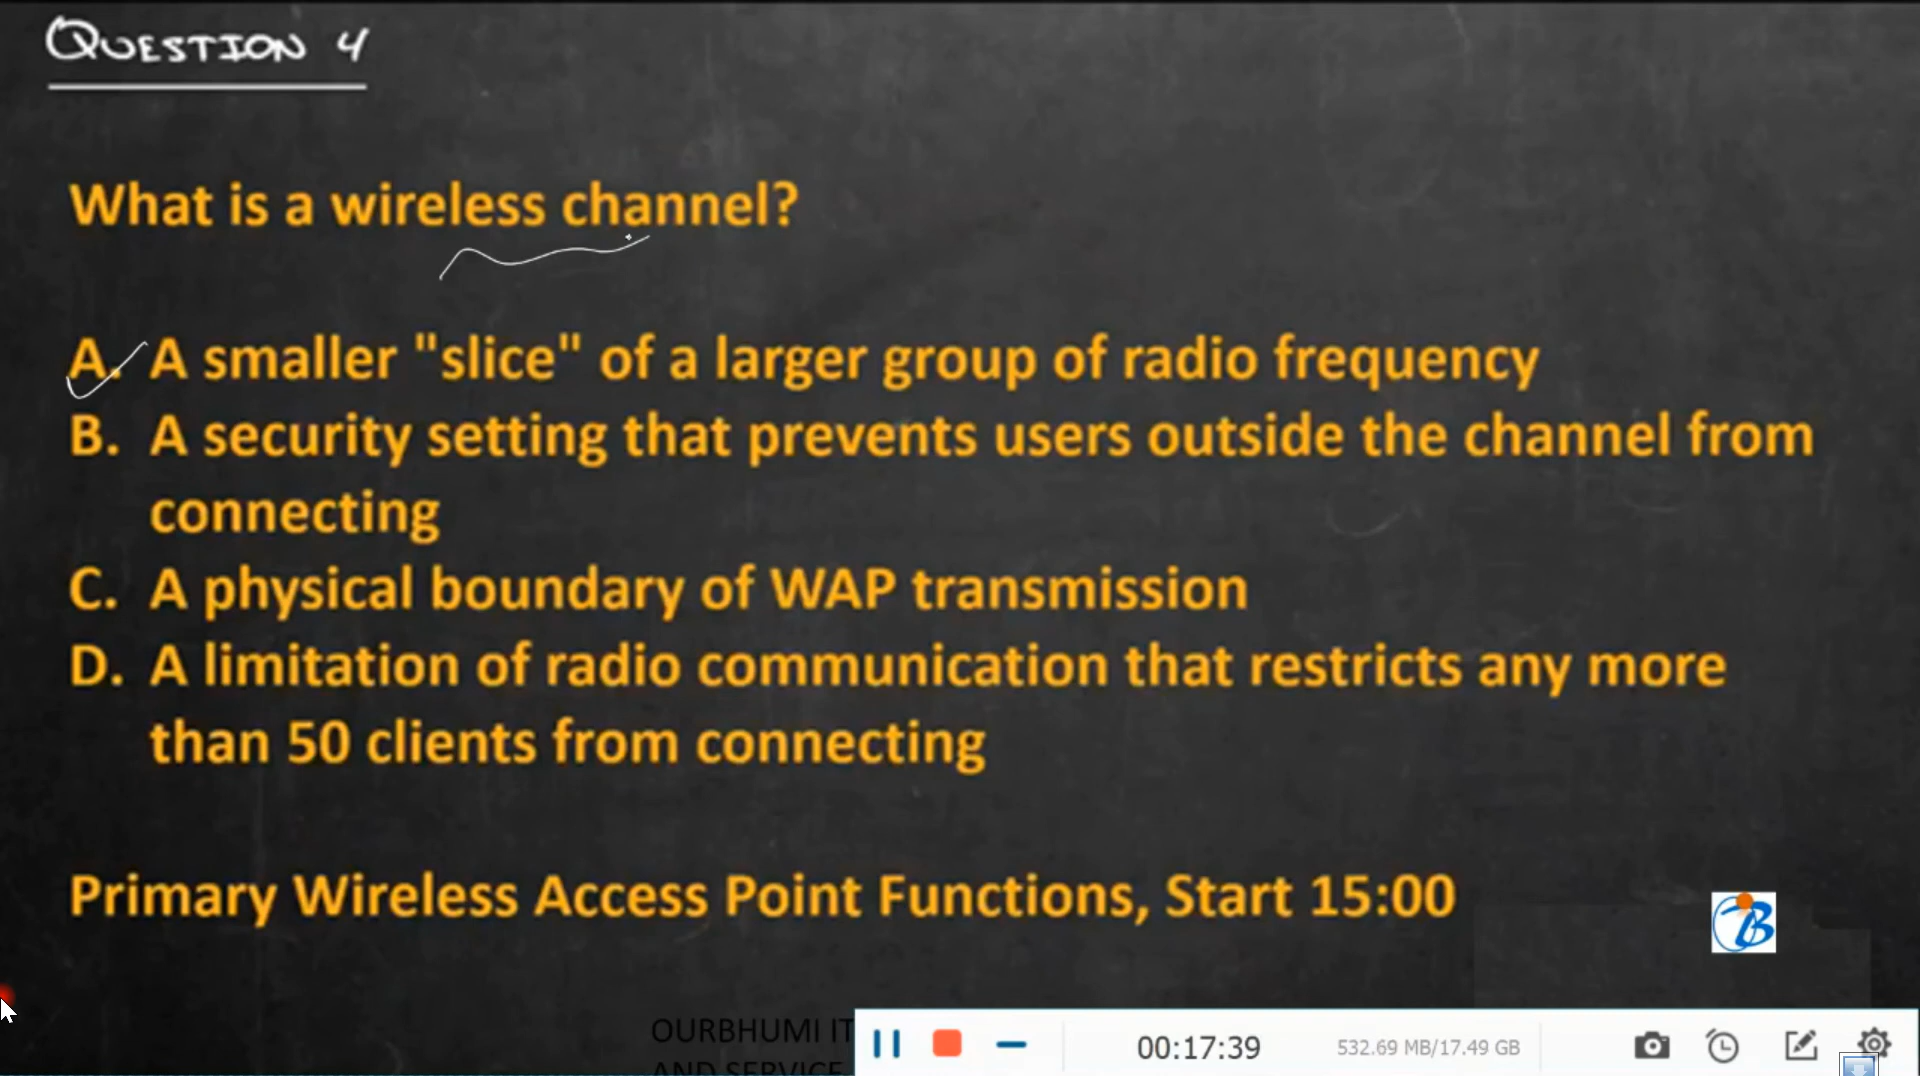 QUESTION 4
What is a wireless channel?
A. A smaller "slice" of a larger group of radio frequency
B. A security setting that prevents users outside the channel from
connecting
C. A physical boundary of WAP transmission
D. A limitation of radio communication that restricts any more
than 50 clients from connecting
Primary Wireless Access Point Functions, Start 15:00
B
OURBHUMI IT
AND SERVICE
00:17:39
532.69 MB/17.49 GB